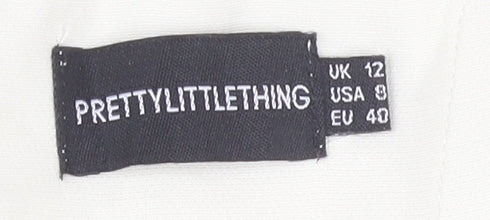 PRETTYLITTLETHING
UK 12
USA 8
EU 40